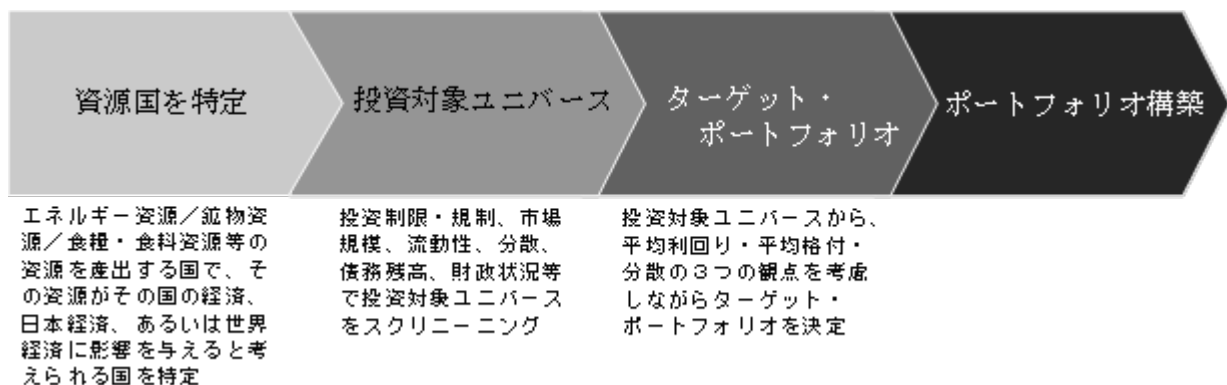 資源国を特定
投資対象ユニバース
ターゲット・
ポートフォリオ
ポートフォリオ構築
エネルギー資源／鉱物資
源／食糧・食料資源等の
資源を産出する国で、そ
の資源がその国の経済、
日本経済、あるいは世界
経済に影響を与えると考
えられる国を特定
投資制限・規制、市場
規模、流動性、分散、
債務残高、財政状況等
で投資対象ユニバース
をスクリニーニング
投資対象ユニバースから、
平均利回り・平均格付・
分散の３つの観点を考慮
しながらターゲット・
ポートフォリオを決定